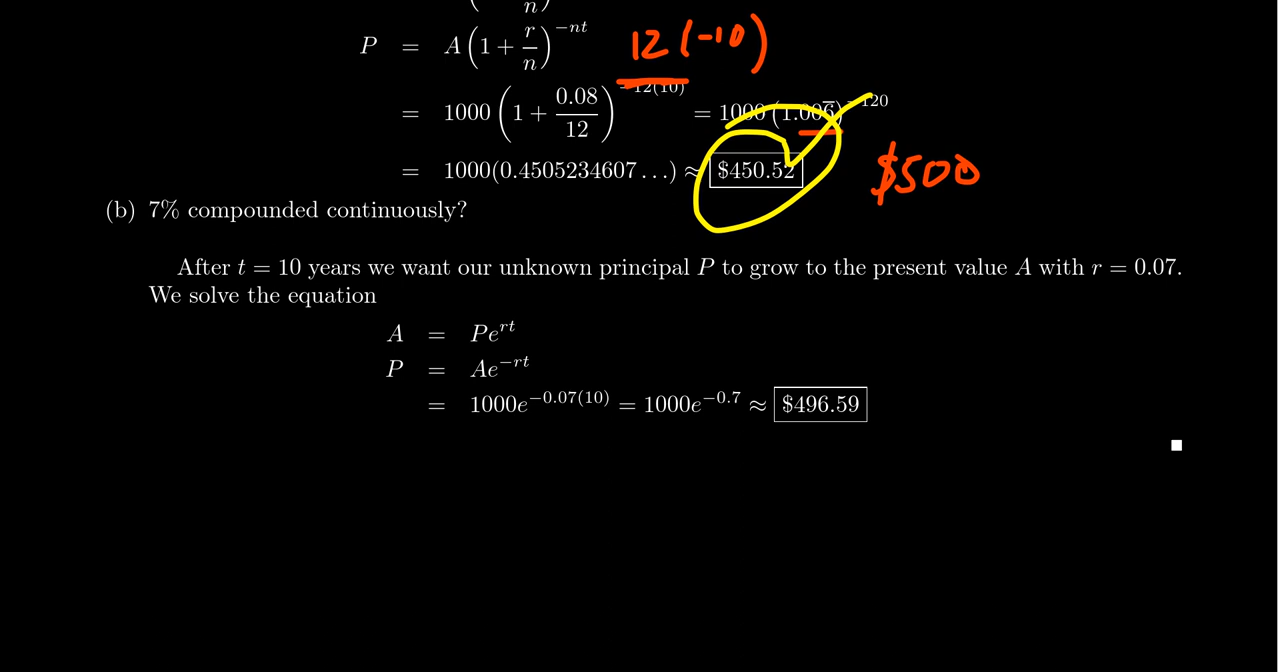 n
P = A(1 + r/n)^{-nt} 12(-10)
= 1000(1 + 0.08/12)^{-12(10)} = 1000(1.00\overline{6})^{-120}
= 1000(0.4505234607...) ≈ $450.52 $500
(b) 7% compounded continuously?
After t = 10 years we want our unknown principal P to grow to the present value A with r = 0.07.
We solve the equation
A = Pe^{rt}
P = Ae^{-rt}
= 1000e^{-0.07(10)} = 1000e^{-0.7} ≈ $496.59